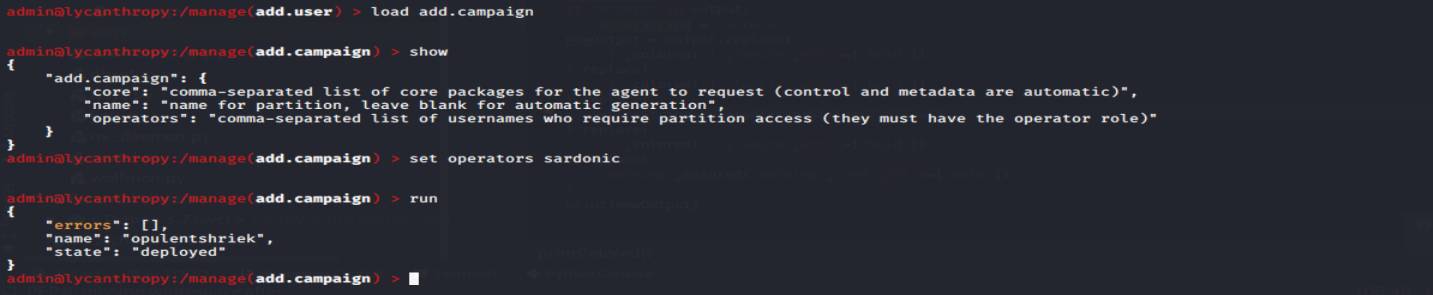 admin@lycanthropy:/manage(add.user) > load add.campaign
admin@lycanthropy:/manage(add.campaign) > show
{
    "add.campaign": {
        "core": "comma-separated list of core packages for the agent to request (control and metadata are automatic)",
        "name": "name for partition, leave blank for automatic generation",
        "operators": "comma-separated list of usernames who require partition access (they must have the operator role)"
    }
}
admin@lycanthropy:/manage(add.campaign) > set operators sardonic
admin@lycanthropy:/manage(add.campaign) > run
{
    "errors": [],
    "name": "opulentshriek",
    "state": "deployed"
}
admin@lycanthropy:/manage(add.campaign) >